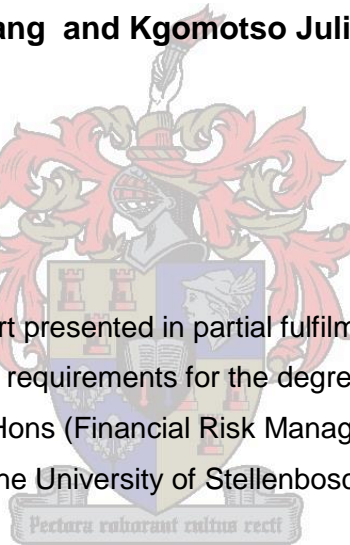 ang and Kgomotso Juli
rt presented in partial fulfilm
requirements for the degre
Hons (Financial Risk Manag
he University of Stellenbosc
Pectora roborant cultus recti